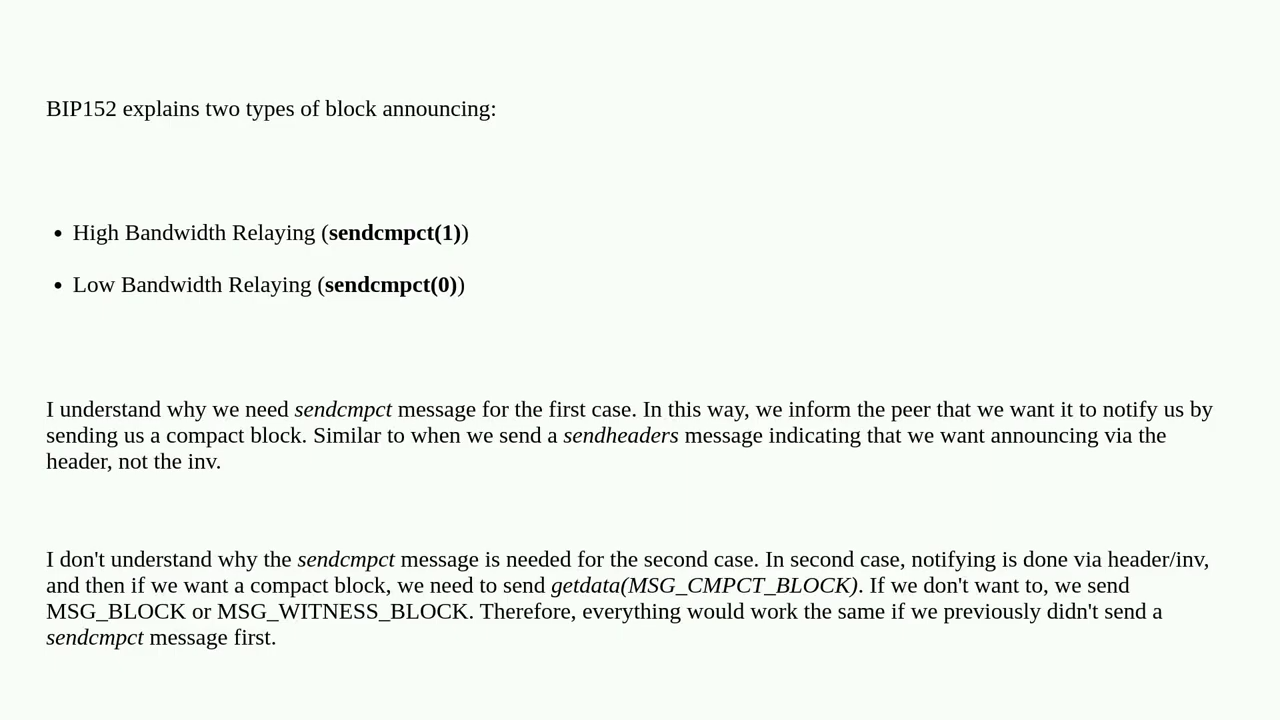 BIP152 explains two types of block announcing:
• High Bandwidth Relaying (sendcmpct(1))
• Low Bandwidth Relaying (sendcmpct(0))
I understand why we need sendcmpct message for the first case. In this way, we inform the peer that we want it to notify us by
sending us a compact block. Similar to when we send a sendheaders message indicating that we want announcing via the
header, not the inv.
I don't understand why the sendcmpct message is needed for the second case. In second case, notifying is done via header/inv,
and then if we want a compact block, we need to send getdata(MSG_CMPCT_BLOCK). If we don't want to, we send
MSG_BLOCK or MSG_WITNESS_BLOCK. Therefore, everything would work the same if we previously didn't send a
sendcmpct message first.